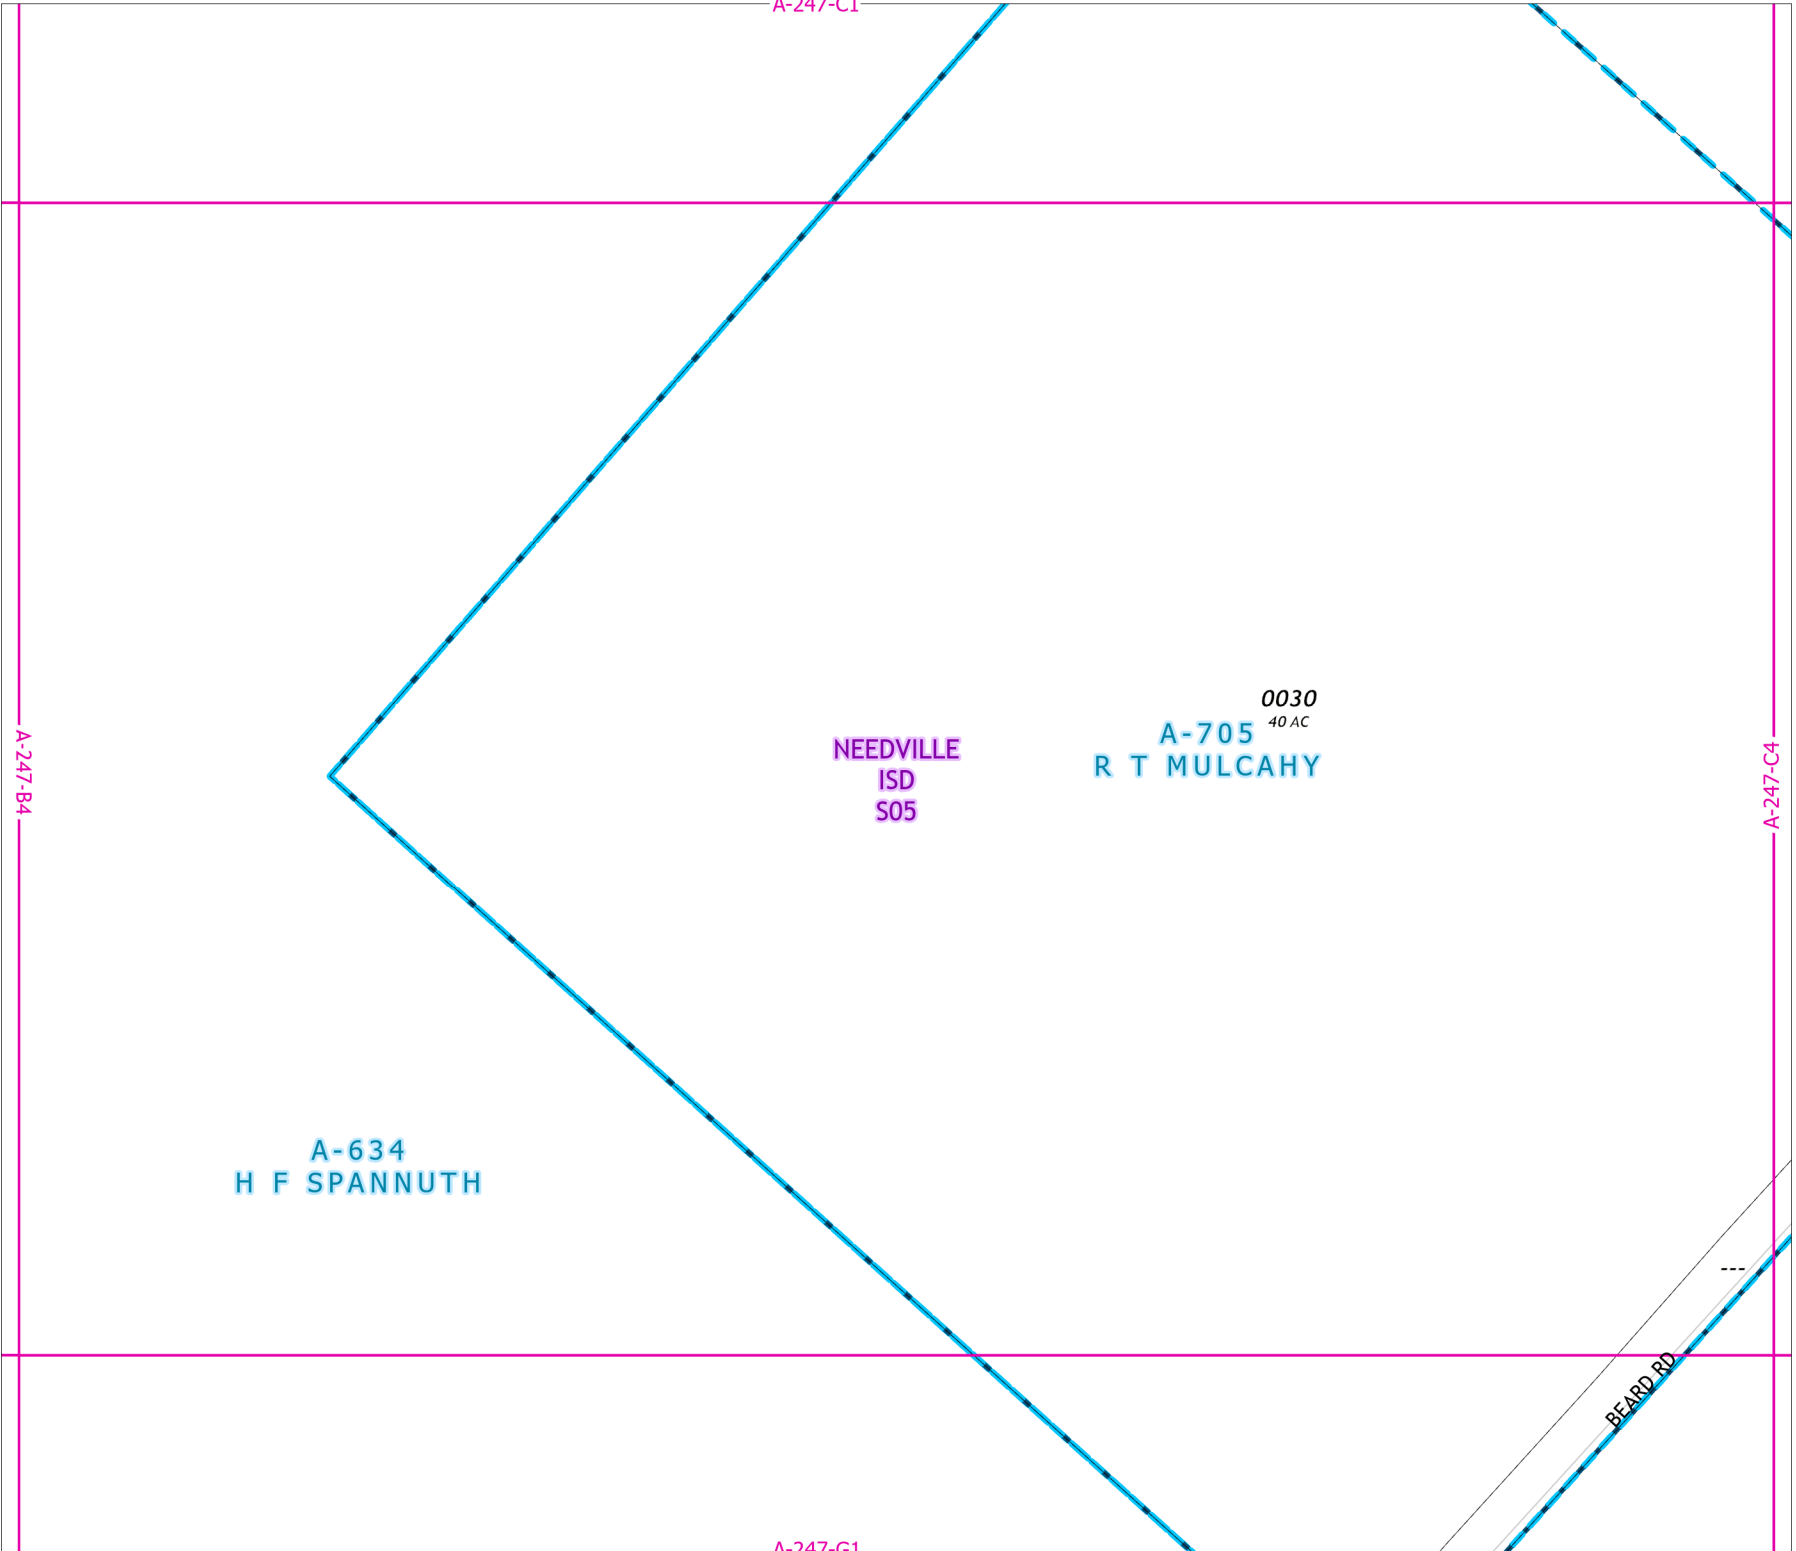 A-247-C1
0030
40 AC
A-705
R T MULCAHY
NEEDVILLE
ISD
S05
A-247-B4
A-247-C4
A-634
H F SPANNUTH
---
BEARD RD
A-247-G1